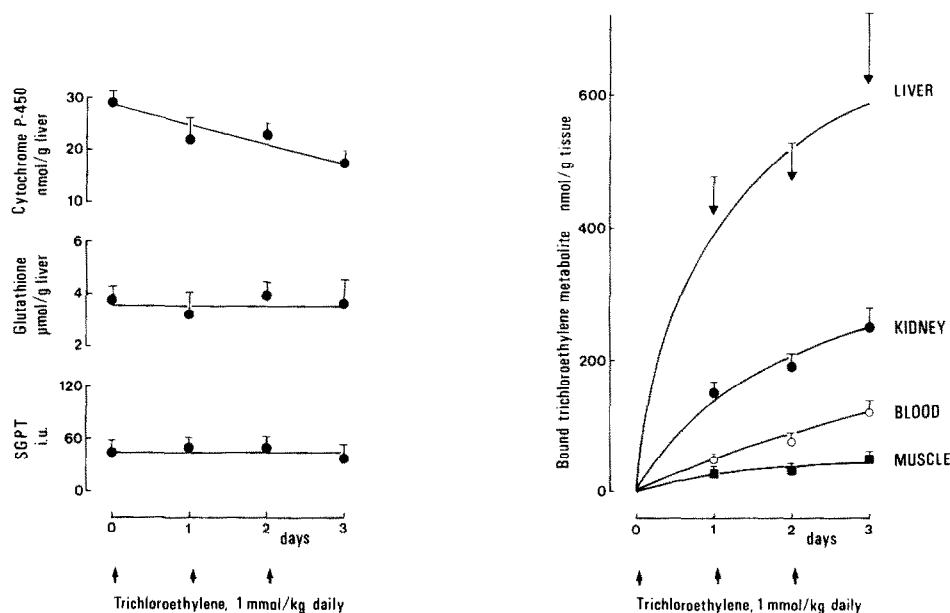 Cytochrome P-450
nmol/g liver
30
20
10
Glutathione
μmol/g liver
6
4
2
SGPT
i.u.
120
60
0
0 1 2 3
days
Trichloroethylene, 1 mmol/kg daily
Bound trichloroethylene metabolite nmol/g tissue
600
400
200
0
LIVER
KIDNEY
BLOOD
MUSCLE
0 1 2 3
days
Trichloroethylene, 1 mmol/kg daily